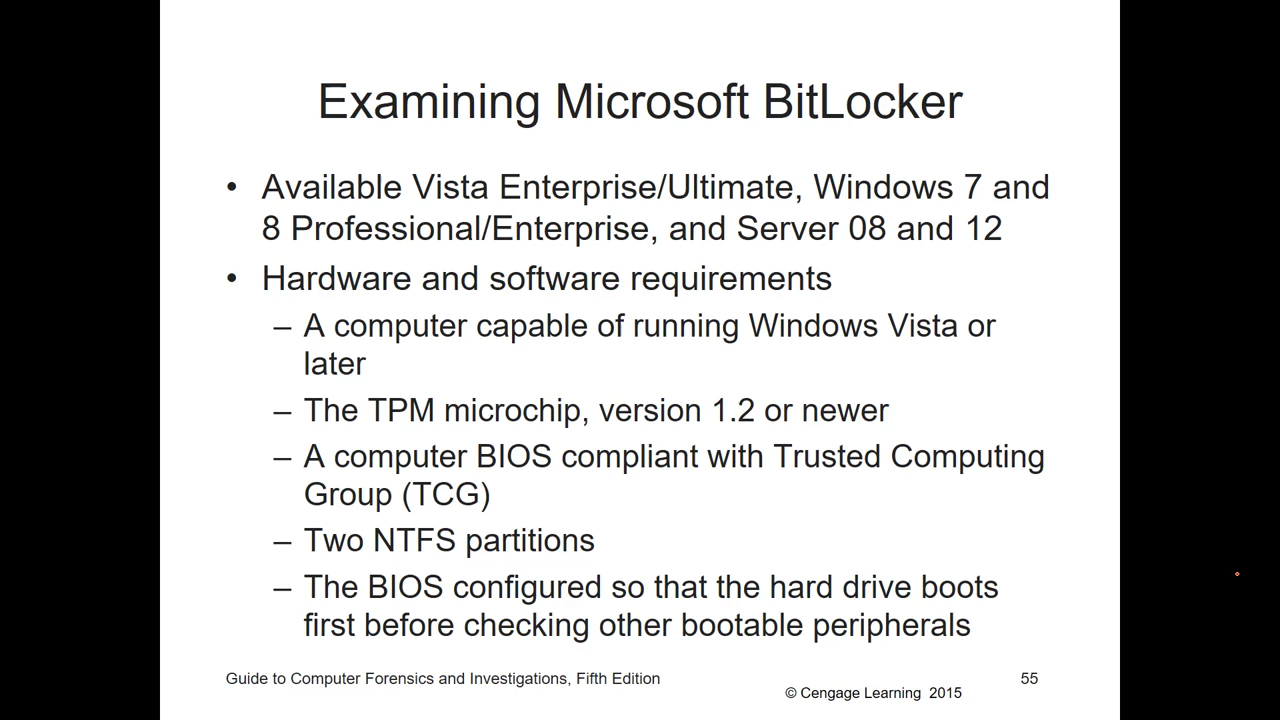 Examining Microsoft BitLocker
• Available Vista Enterprise/Ultimate, Windows 7 and
8 Professional/Enterprise, and Server 08 and 12
• Hardware and software requirements
– A computer capable of running Windows Vista or
later
– The TPM microchip, version 1.2 or newer
– A computer BIOS compliant with Trusted Computing
Group (TCG)
– Two NTFS partitions
– The BIOS configured so that the hard drive boots
first before checking other bootable peripherals
Guide to Computer Forensics and Investigations, Fifth Edition
© Cengage Learning 2015
55